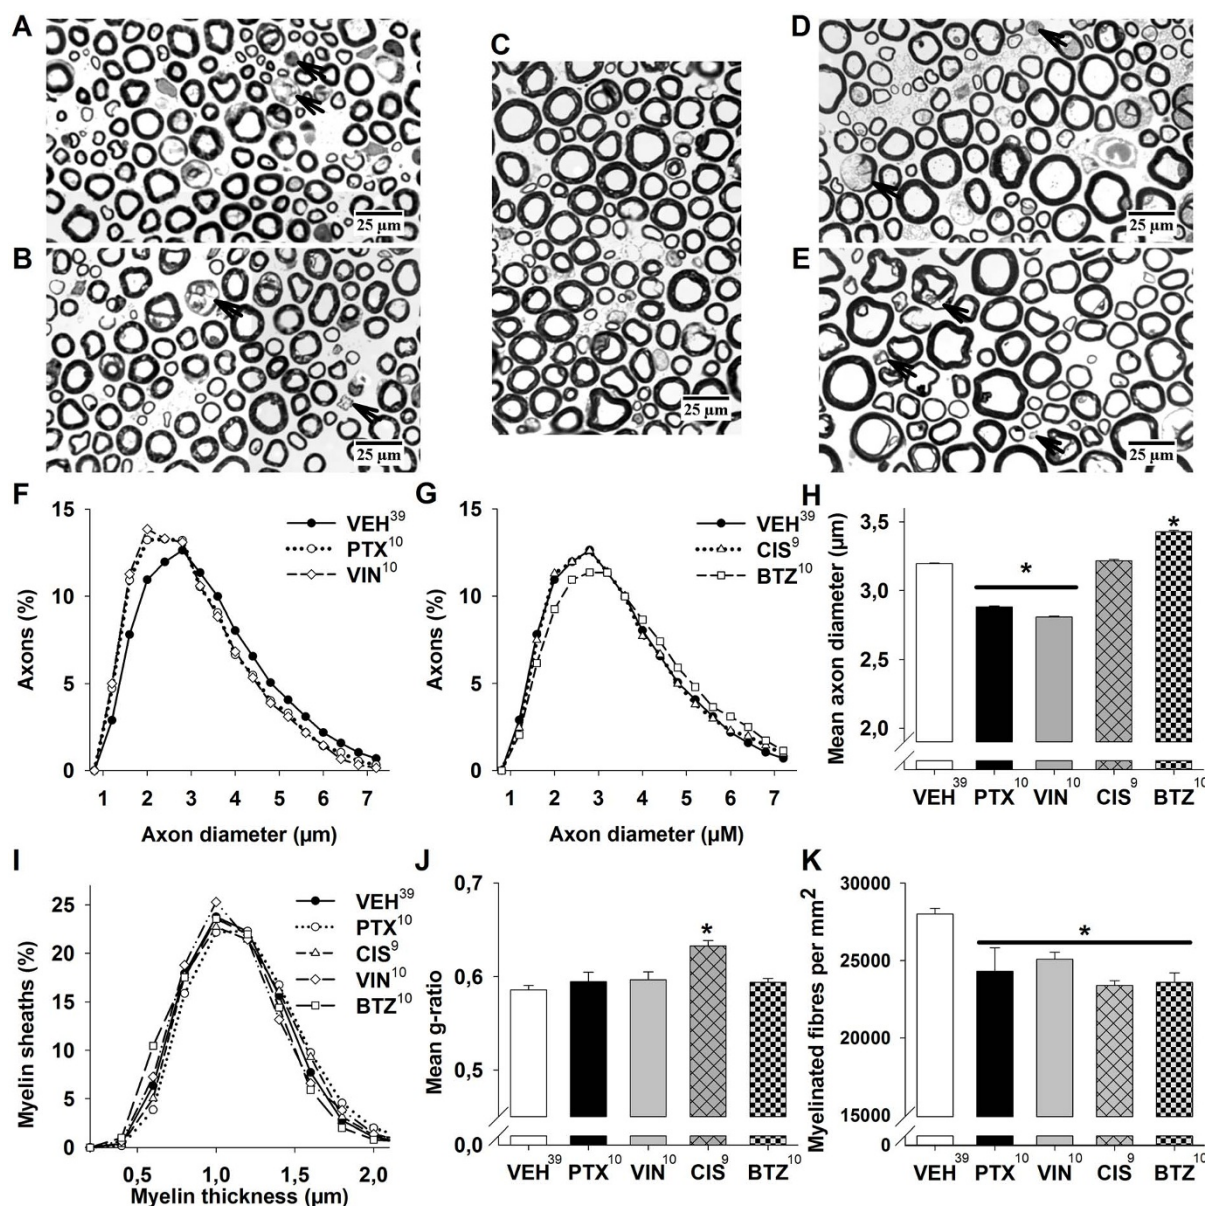 A
25 µm
B
25 µm
C
25 µm
D
25 µm
E
25 µm
F
15
10
5
0
Axons (%)
1 2 3 4 5 6 7
Axon diameter (µm)
VEH39
PTX10
VIN10
G
15
10
5
0
Axons (%)
1 2 3 4 5 6 7
Axon diameter (µM)
VEH39
CIS9
BTZ10
H
3,5
3,0
2,5
2,0
Mean axon diameter (µm)
*
*
VEH39 PTX10 VIN10 CIS9 BTZ10
I
25
20
15
10
5
0
Myelin sheaths (%)
0,5 1,0 1,5 2,0
Myelin thickness (µm)
VEH39
PTX10
CIS9
VIN10
BTZ10
J
0,7
0,6
0,5
0,0
Mean g-ratio
*
VEH39 PTX10 VIN10 CIS9 BTZ10
K
30000
25000
20000
15000
0
Myelinated fibres per mm2
*
VEH39 PTX10 VIN10 CIS9 BTZ10